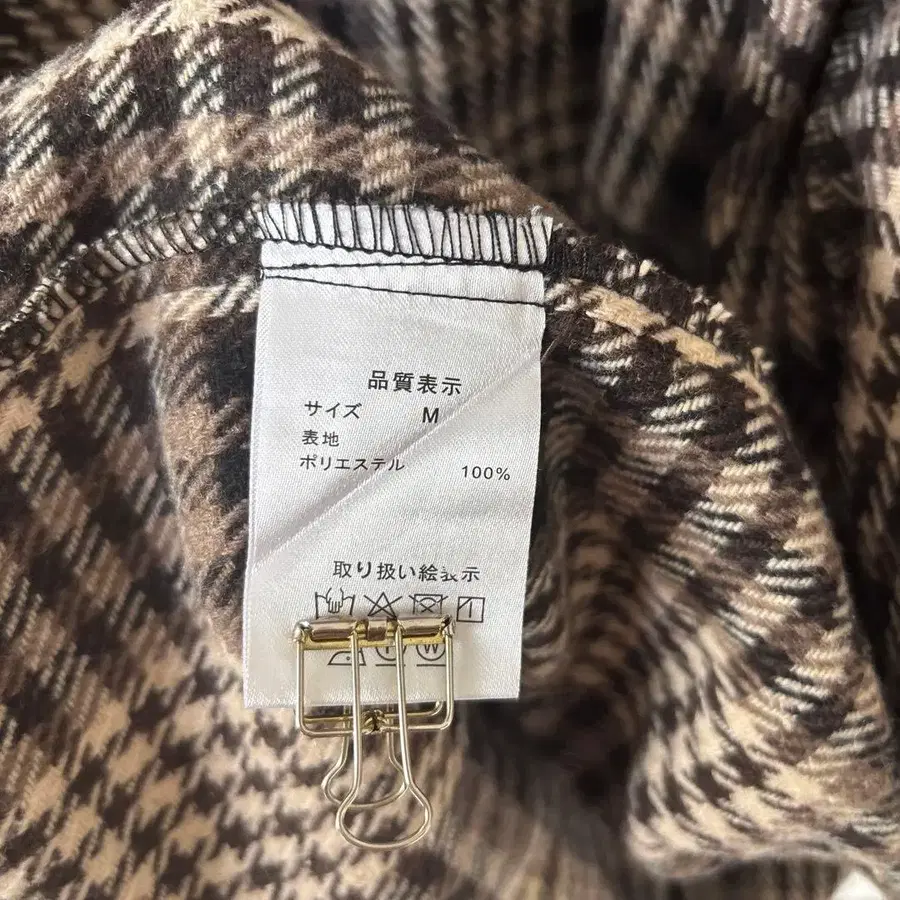 品質表示
サイズ M
表地
ポリエステル 100%
取り扱い絵表示
W